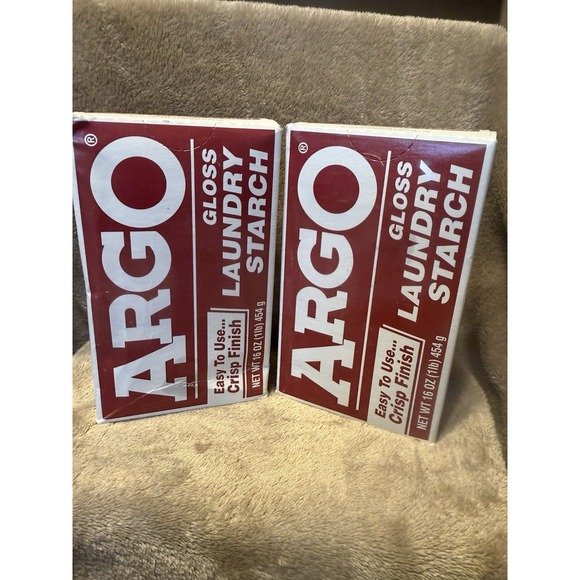 ARGO®
GLOSS
LAUNDRY
STARCH
Easy To Use...
Crisp Finish
NET WT 16 OZ (1lb) 454 g
ARGO®
GLOSS
LAUNDRY
STARCH
Easy To Use...
Crisp Finish
NET WT 16 OZ (1lb) 454 g